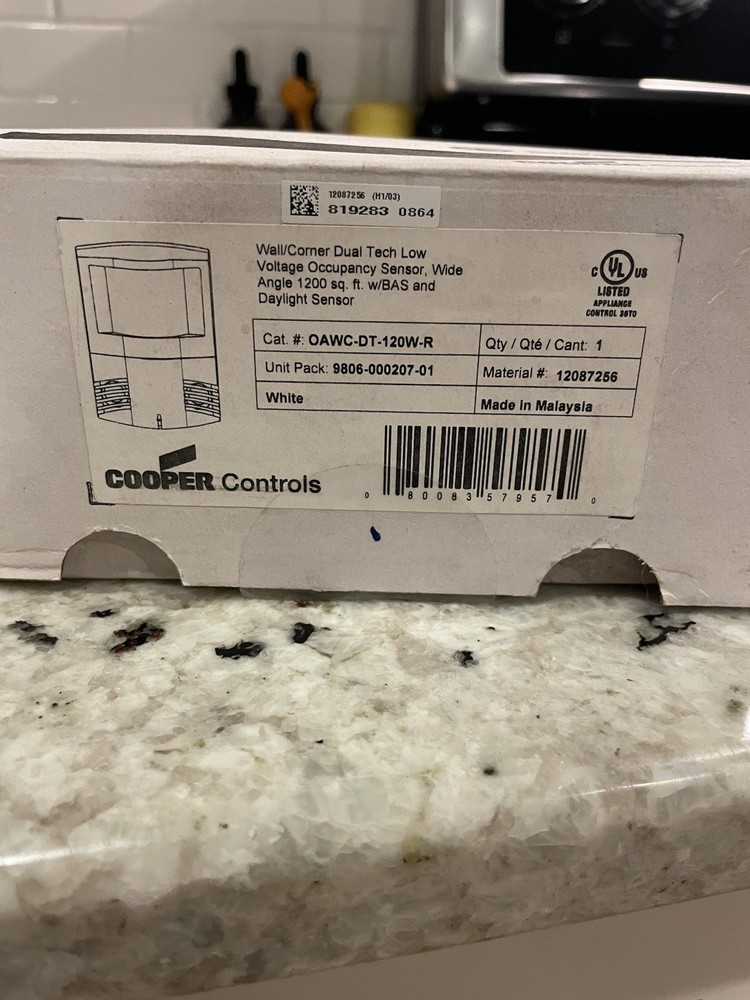 12087256 (H1/03)
819283 0864
Wall/Corner Dual Tech Low
Voltage Occupancy Sensor, Wide
Angle 1200 sq. ft. w/BAS and
Daylight Sensor
C UL US
LISTED
APPLIANCE
CONTROL 36T0
Cat. #: OAWC-DT-120W-R
Qty / Qté / Cant: 1
Unit Pack: 9806-000207-01
Material #: 12087256
White
Made in Malaysia
COOPER Controls
0 80083 57957 0